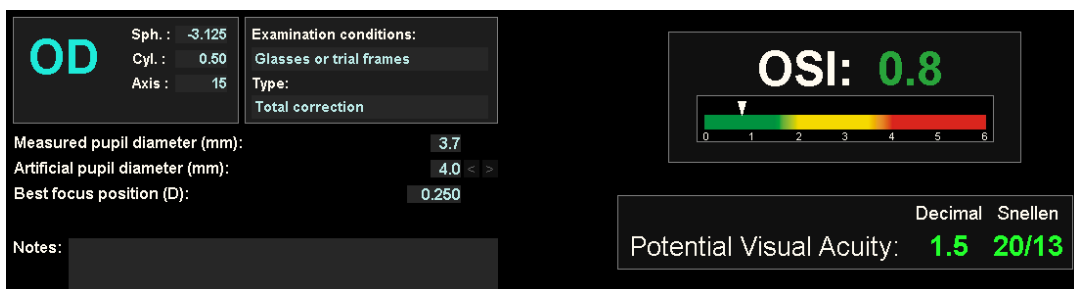 OD
Sph. : -3.125
Cyl. : 0.50
Axis : 15
Examination conditions:
Glasses or trial frames
Type:
Total correction
Measured pupil diameter (mm): 3.7
Artificial pupil diameter (mm): 4.0 < >
Best focus position (D): 0.250
Notes:
OSI: 0.8
0 1 2 3 4 5 6
Decimal Snellen
Potential Visual Acuity: 1.5 20/13